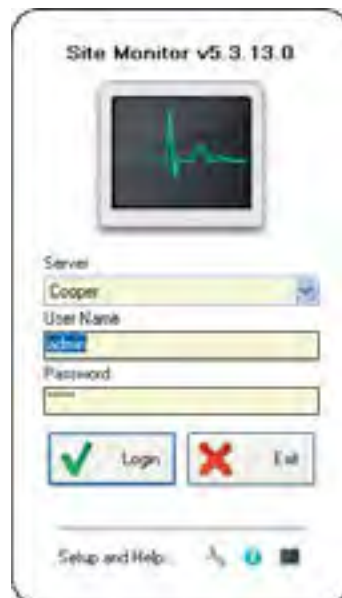 Site Monitor v5.3.13.0
Server
Cooper
User Name
admin
Password
Login
Exit
Setup and Help: